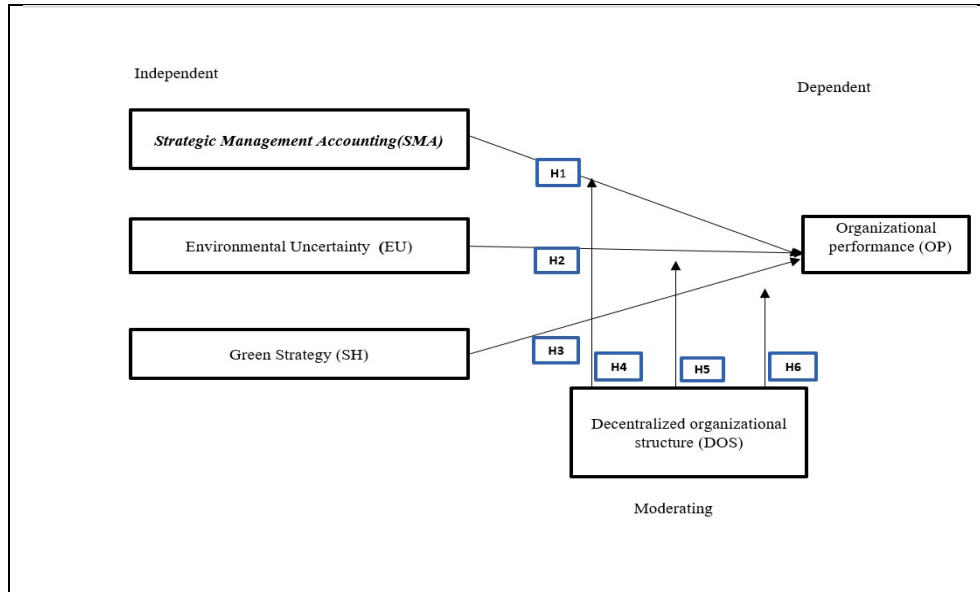 Independent
Dependent
Strategic Management Accounting(SMA)
H1
Environmental Uncertainty (EU)
Organizational
performance (OP)
H2
Green Strategy (SH)
H3
H4
H5
H6
Decentralized organizational
structure (DOS)
Moderating